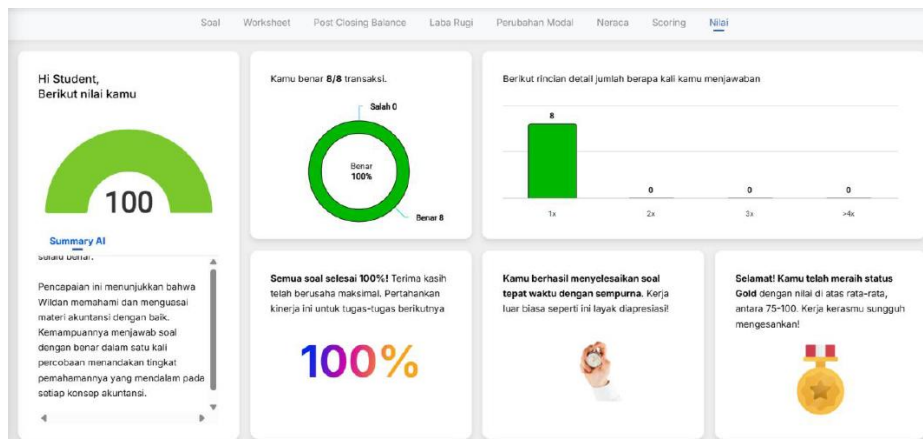 Soal Worksheet Post Closing Balance Laba Rugi Perubahan Modal Neraca Scoring Nilai
Hi Student,
Berikut nilai kamu
100
Summary AI
selalu benar.
Pencapaian ini menunjukkan bahwa
Wildan memahami dan menguasai
materi akuntansi dengan baik.
Kemampuannya menjawab soal
dengan benar dalam satu kali
percobaan menandakan tingkat
pemahamannya yang mendalam pada
setiap konsep akuntansi.
Kamu benar 8/8 transaksi.
Salah 0
Benar
100%
Benar 8
Berikut rincian detail jumlah berapa kali kamu menjawaban
8
0
0
0
1x
2x
3x
>4x
Semua soal selesai 100%! Terima kasih
telah berusaha maksimal. Pertahankan
kinerja ini untuk tugas-tugas berikutnya
100%
Kamu berhasil menyelesaikan soal
tepat waktu dengan sempurna. Kerja
luar biasa seperti ini layak diapresiasi!
Selamat! Kamu telah meraih status
Gold dengan nilai di atas rata-rata,
antara 75-100. Kerja kerasmu sungguh
mengesankan!